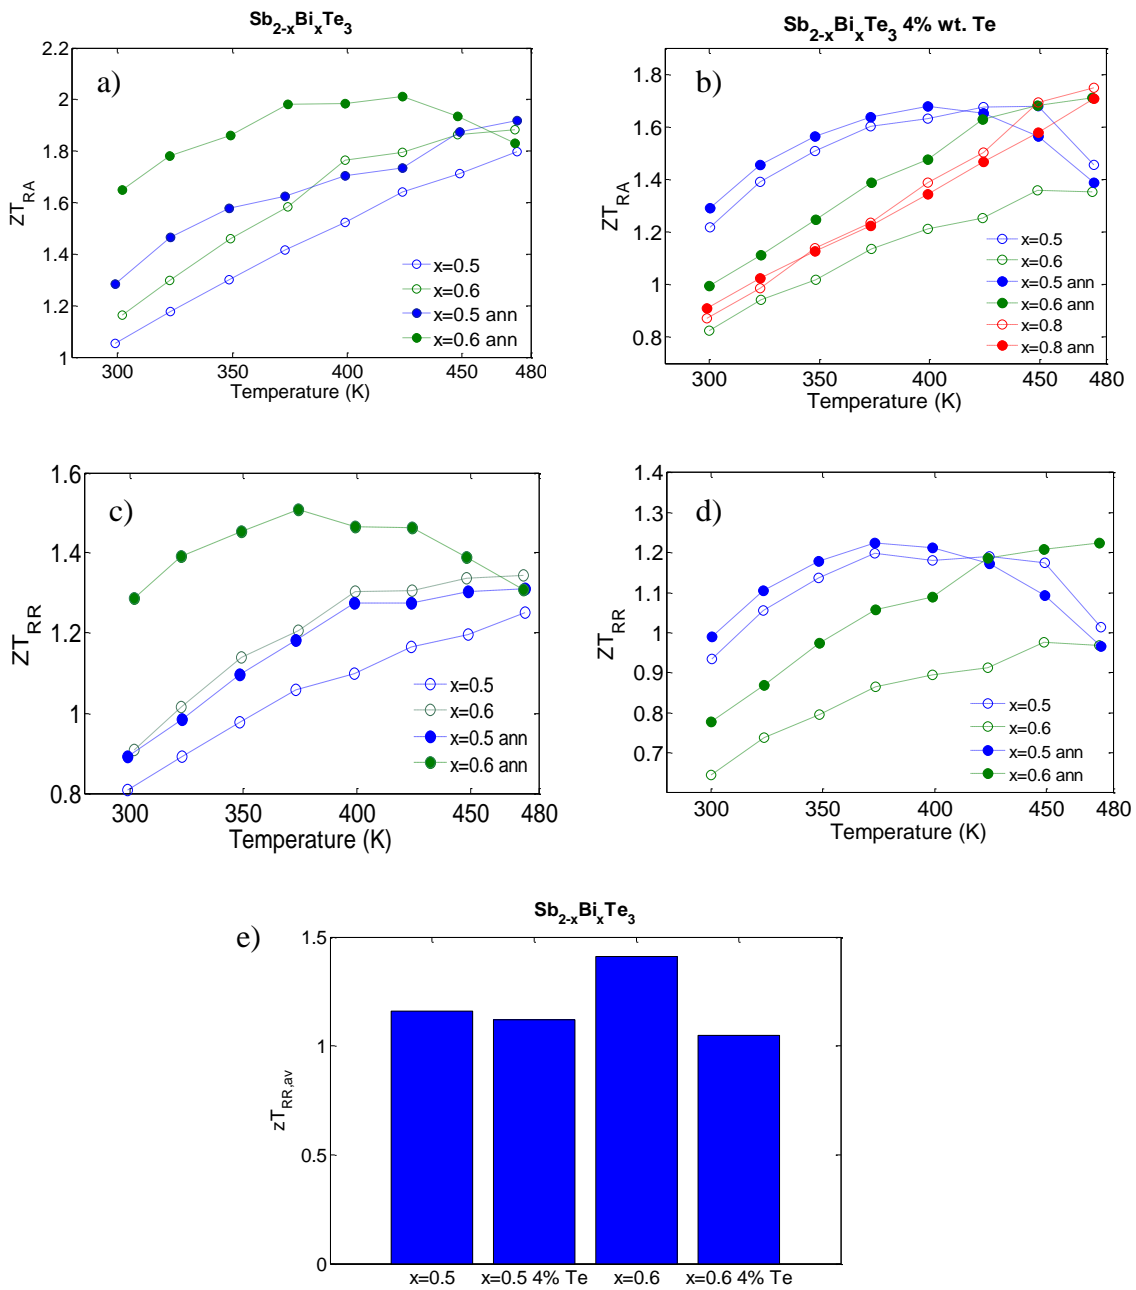 Sb2-xBixTe3
a)
2.2
2
1.8
1.6
1.4
1.2
1
ZTRA
300
350
400
450
480
Temperature (K)
x=0.5
x=0.6
x=0.5 ann
x=0.6 ann
Sb2-xBixTe3 4% wt. Te
b)
1.8
1.6
1.4
1.2
1
0.8
ZTRA
300
350
400
450
480
Temperature (K)
x=0.5
x=0.6
x=0.5 ann
x=0.6 ann
x=0.8
x=0.8 ann
c)
1.6
1.4
1.2
1
0.8
ZTRR
300
350
400
450
480
Temperature (K)
x=0.5
x=0.6
x=0.5 ann
x=0.6 ann
d)
1.4
1.3
1.2
1.1
1
0.9
0.8
0.7
ZTRR
300
350
400
450
480
Temperature (K)
x=0.5
x=0.6
x=0.5 ann
x=0.6 ann
Sb2-xBixTe3
e)
1.5
1
0.5
0
zTRR,av
x=0.5
x=0.5 4% Te
x=0.6
x=0.6 4% Te